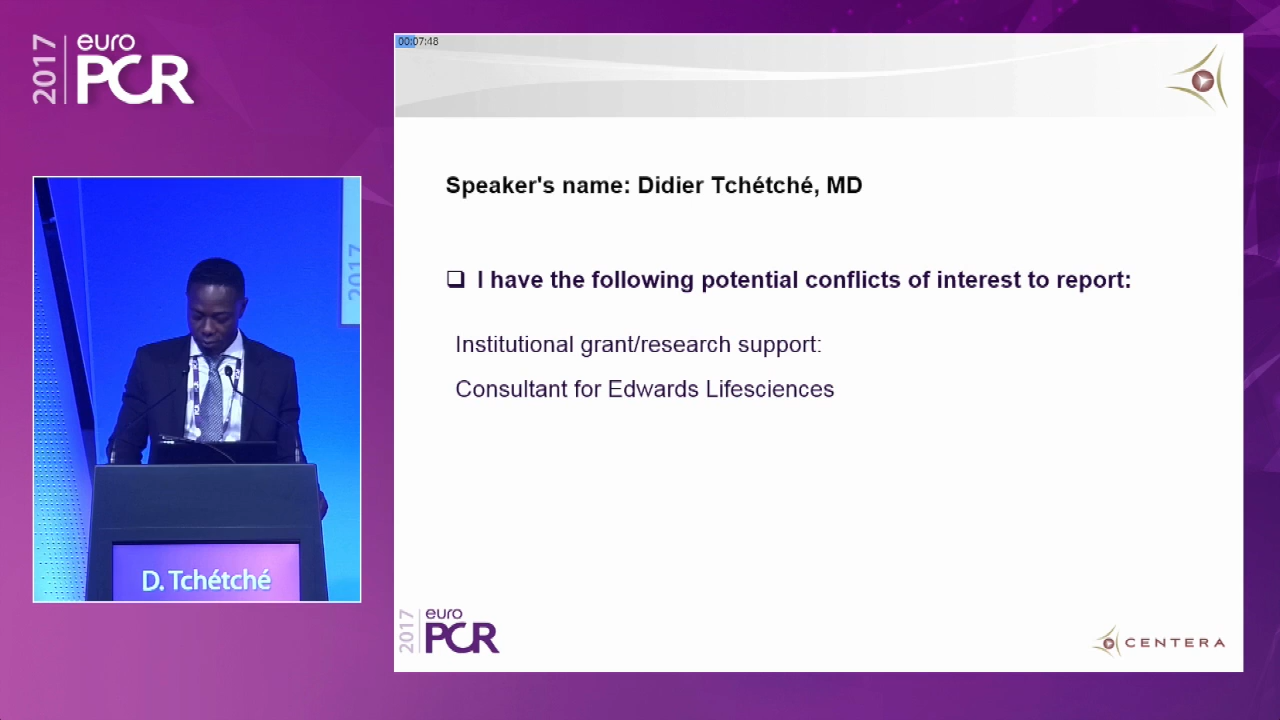 2017
euro
PCR
00:07:48
Speaker's name: Didier Tchétché, MD
❑ I have the following potential conflicts of interest to report:
Institutional grant/research support:
Consultant for Edwards Lifesciences
2017
D. Tchétché
2017
euro
PCR
CENTERA